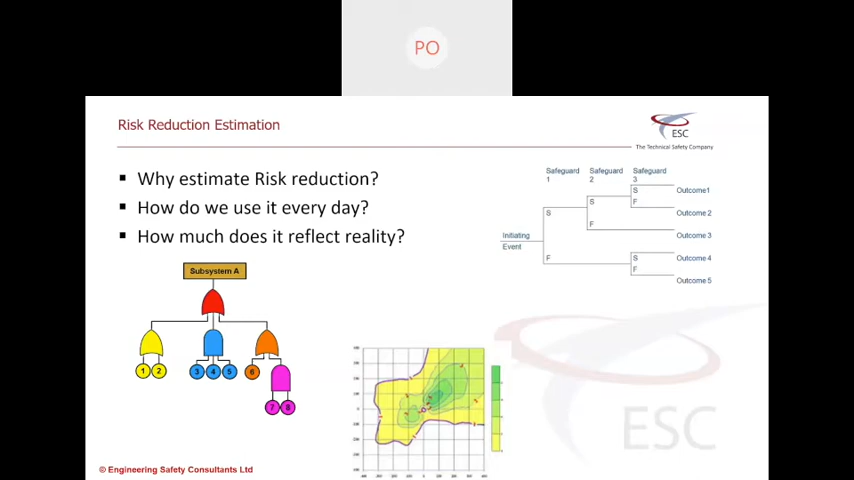 PO
Risk Reduction Estimation
ESC
The Technical Safety Company
Why estimate Risk reduction?
How do we use it every day?
How much does it reflect reality?
Safeguard 1
Safeguard 2
Safeguard 3
S
Outcome1
S
F
Outcome 2
S
F
Outcome 3
Initiating
Event
F
S
Outcome 4
F
Outcome 5
Subsystem A
1 2 3 4 5 6
7 8
ESC
© Engineering Safety Consultants Ltd